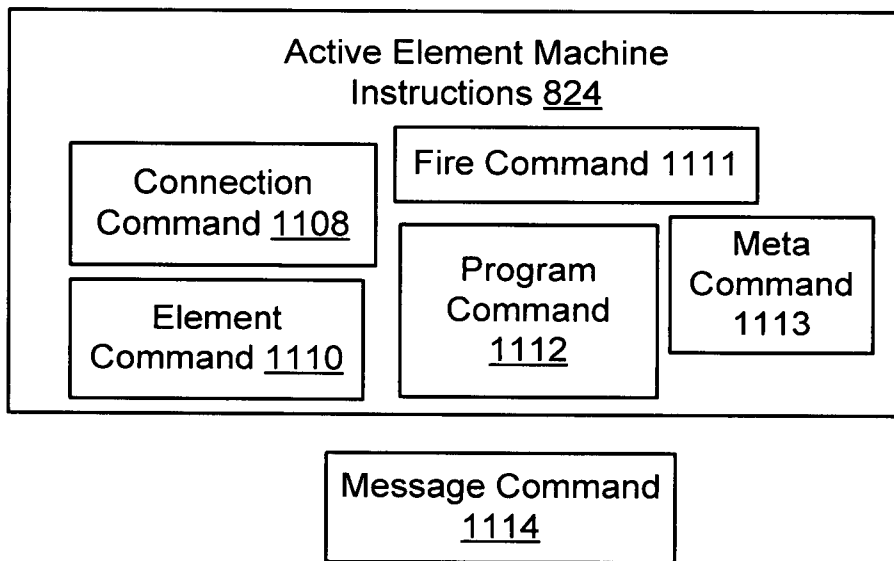 Active Element Machine
Instructions 824
Fire Command 1111
Connection
Command 1108
Program
Command
1112
Meta
Command
1113
Element
Command 1110
Message Command
1114